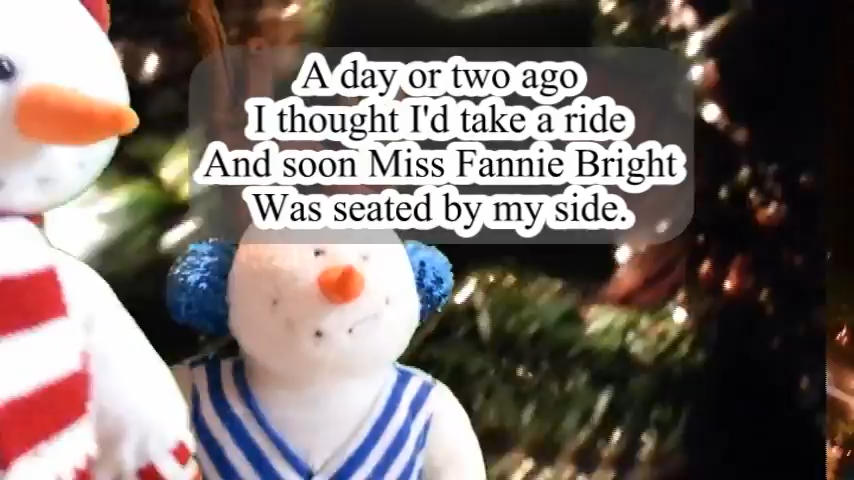 A day or two ago
I thought I'd take a ride
And soon Miss Fannie Bright
Was seated by my side.